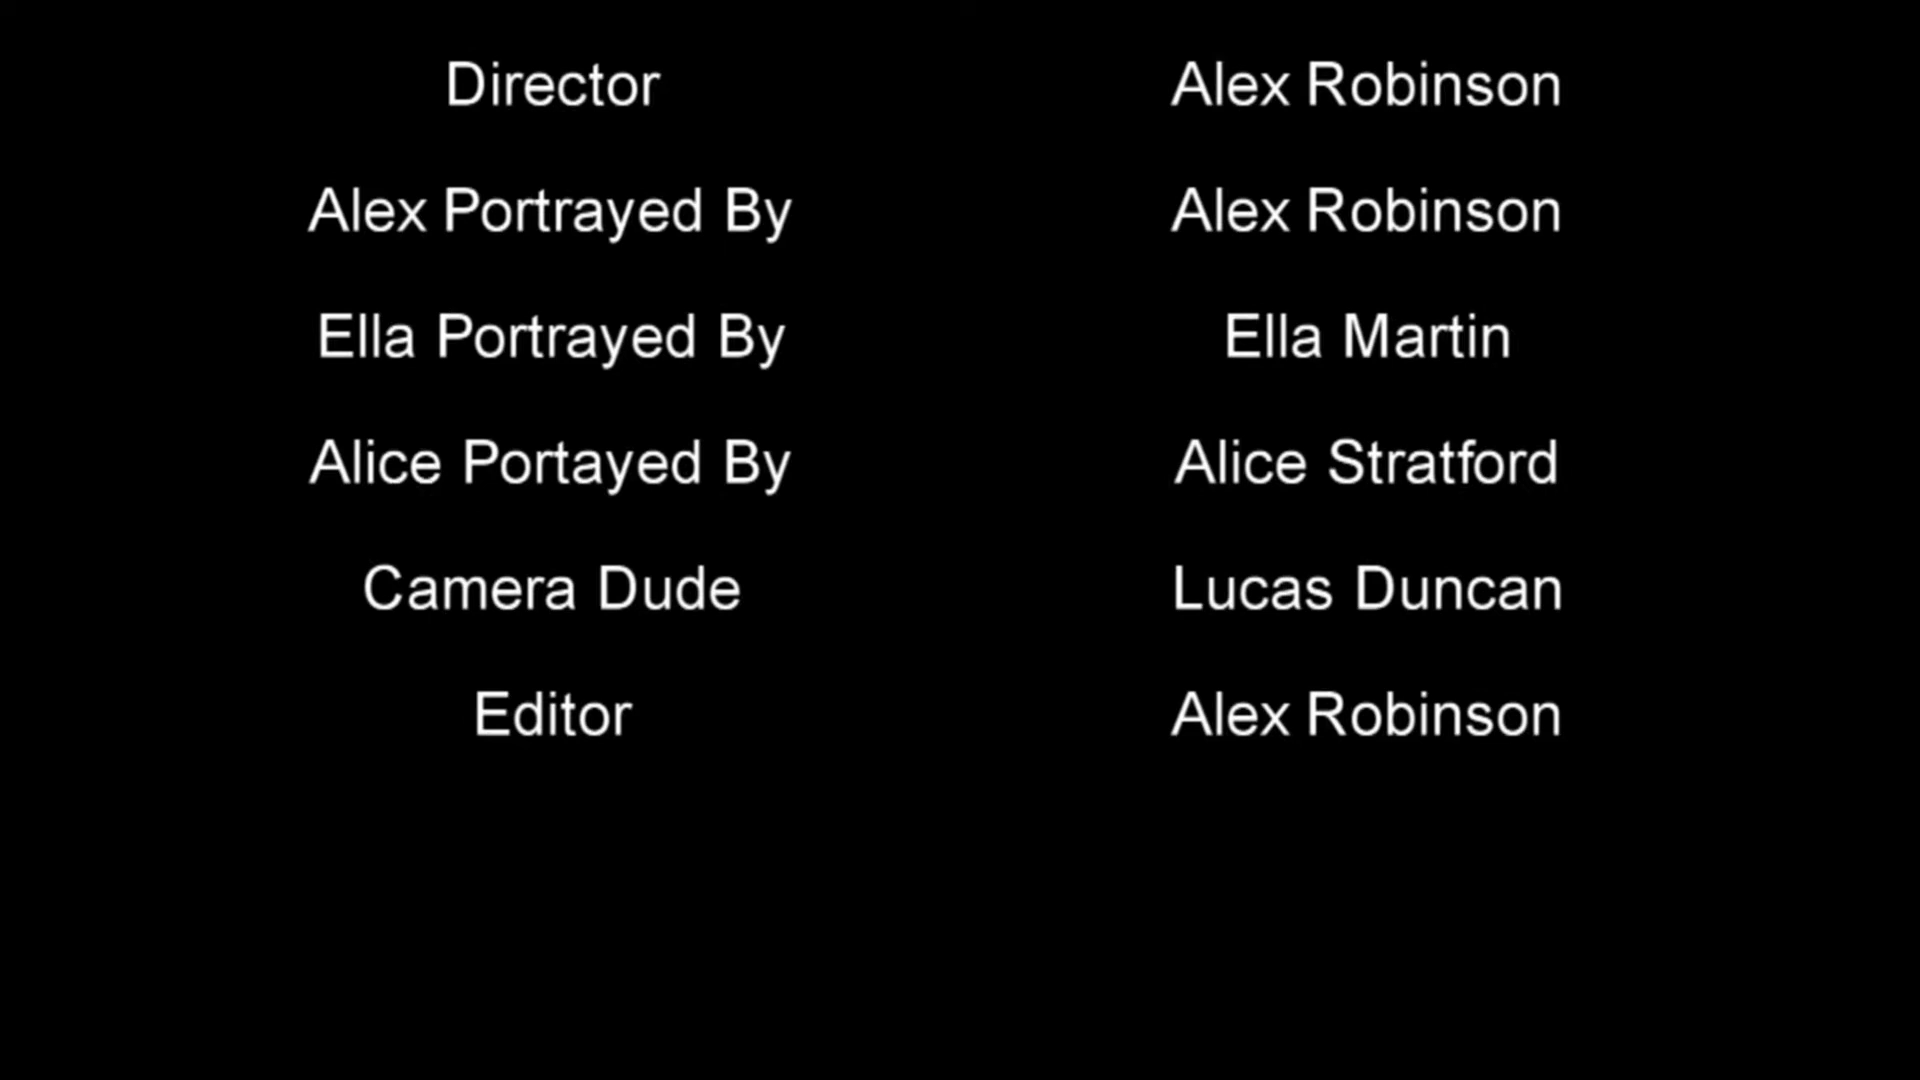 Director Alex Robinson
Alex Portrayed By Alex Robinson
Ella Portrayed By Ella Martin
Alice Portayed By Alice Stratford
Camera Dude Lucas Duncan
Editor Alex Robinson